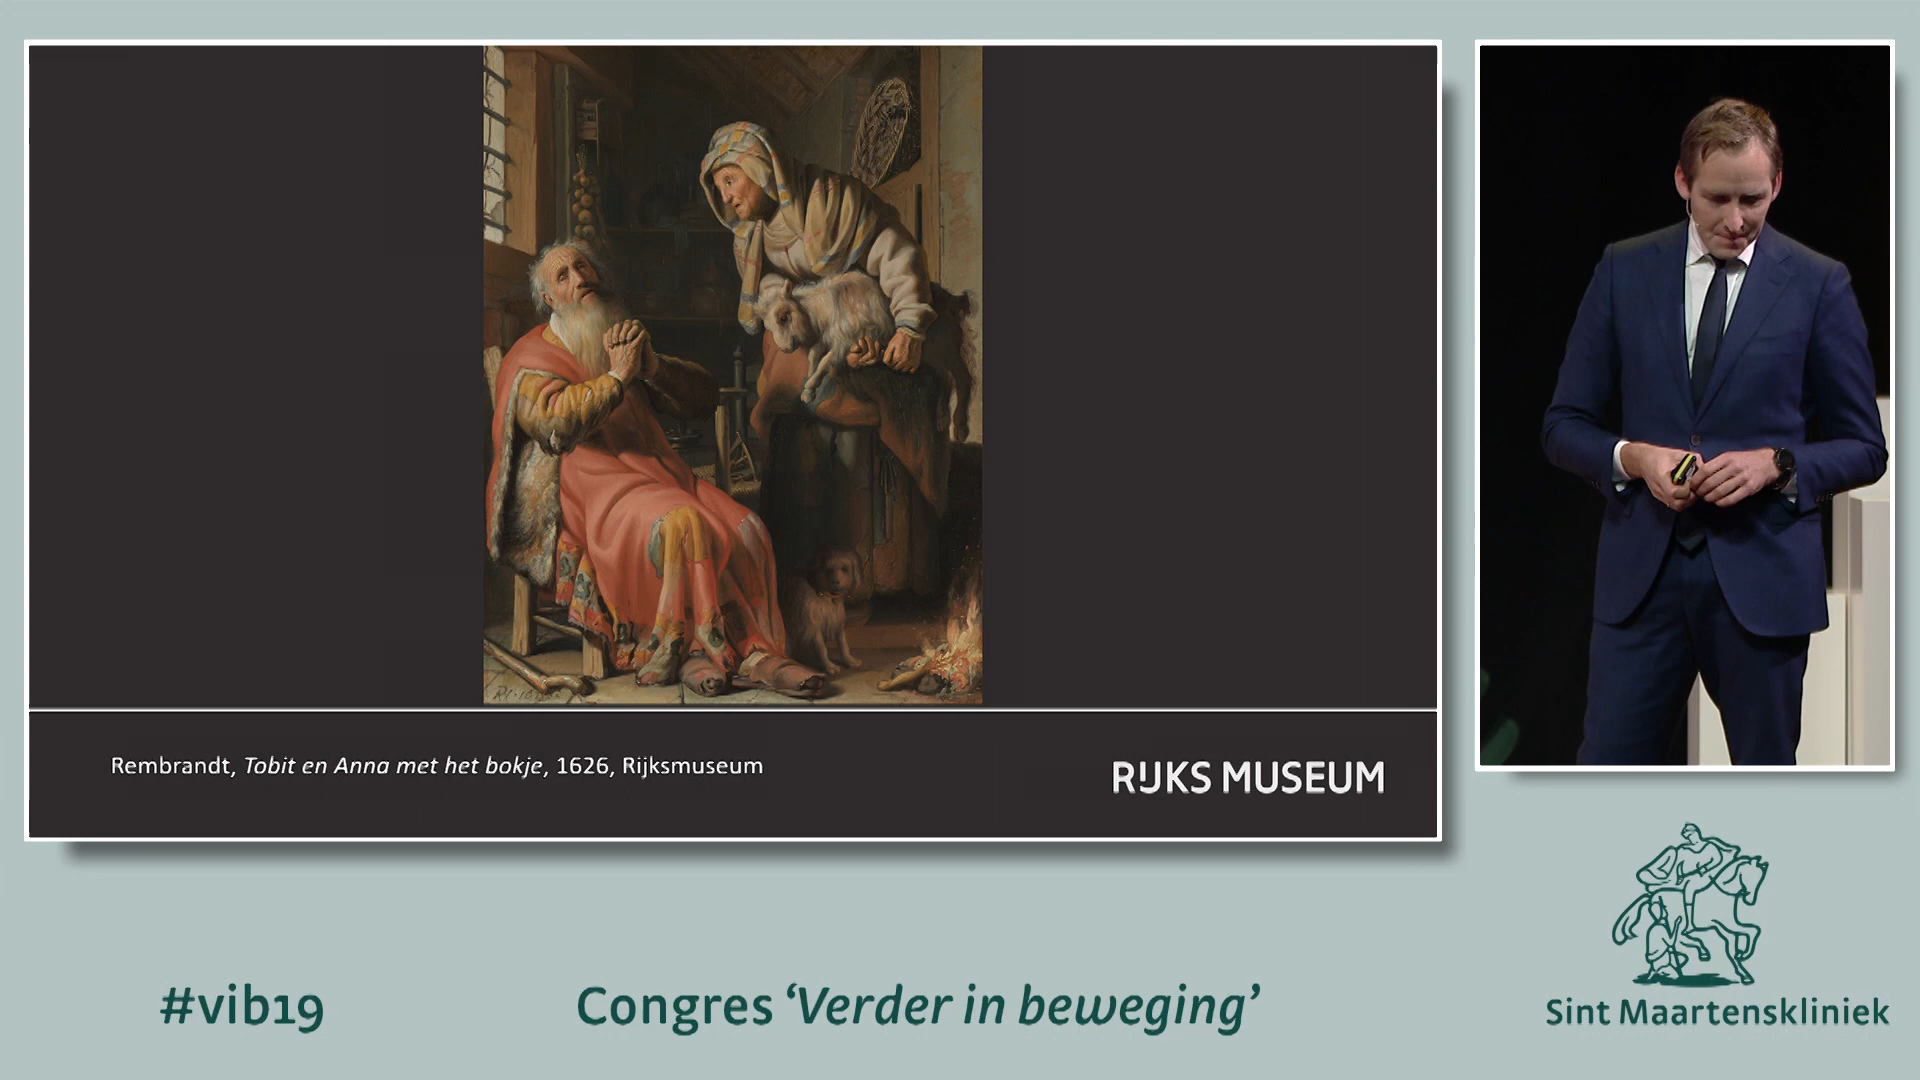 Rembrandt, Tobit en Anna met het bokje, 1626, Rijksmuseum
RIJKS MUSEUM
#vib19
Congres ‘Verder in beweging’
Sint Maartenskliniek